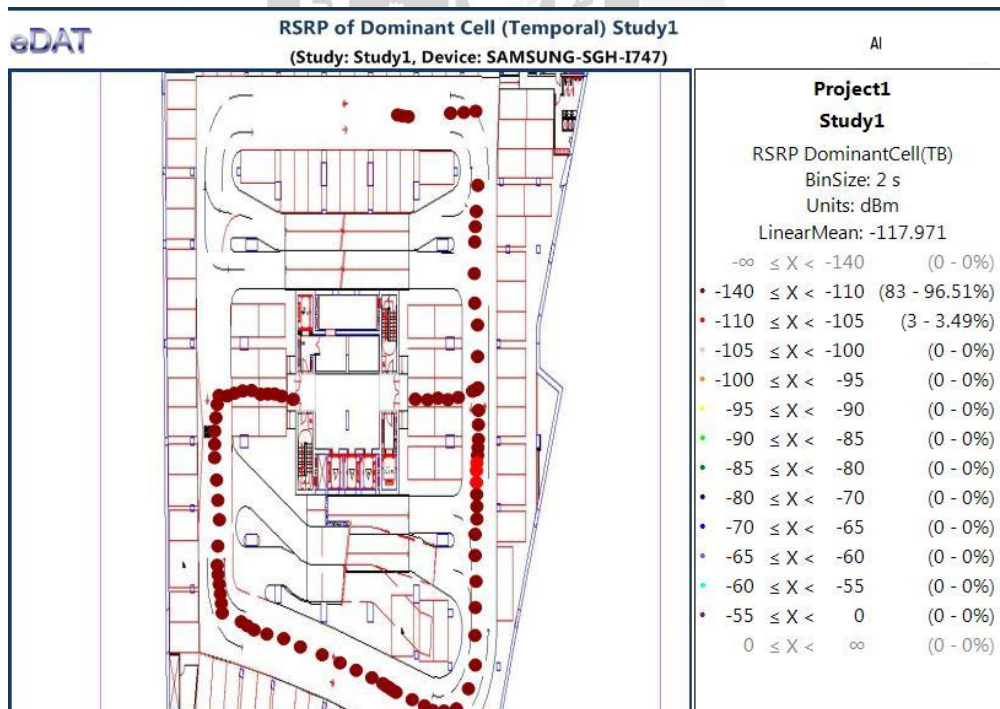 eDAT
RSRP of Dominant Cell (Temporal) Study1
(Study: Study1, Device: SAMSUNG-SGH-I747)
AI
Project1
Study1
RSRP DominantCell(TB)
BinSize: 2 s
Units: dBm
LinearMean: -117.971
-∞ ≤ X < -140 (0 - 0%)
-140 ≤ X < -110 (83 - 96.51%)
-110 ≤ X < -105 (3 - 3.49%)
-105 ≤ X < -100 (0 - 0%)
-100 ≤ X < -95 (0 - 0%)
-95 ≤ X < -90 (0 - 0%)
-90 ≤ X < -85 (0 - 0%)
-85 ≤ X < -80 (0 - 0%)
-80 ≤ X < -70 (0 - 0%)
-70 ≤ X < -65 (0 - 0%)
-65 ≤ X < -60 (0 - 0%)
-60 ≤ X < -55 (0 - 0%)
-55 ≤ X < 0 (0 - 0%)
0 ≤ X < ∞ (0 - 0%)